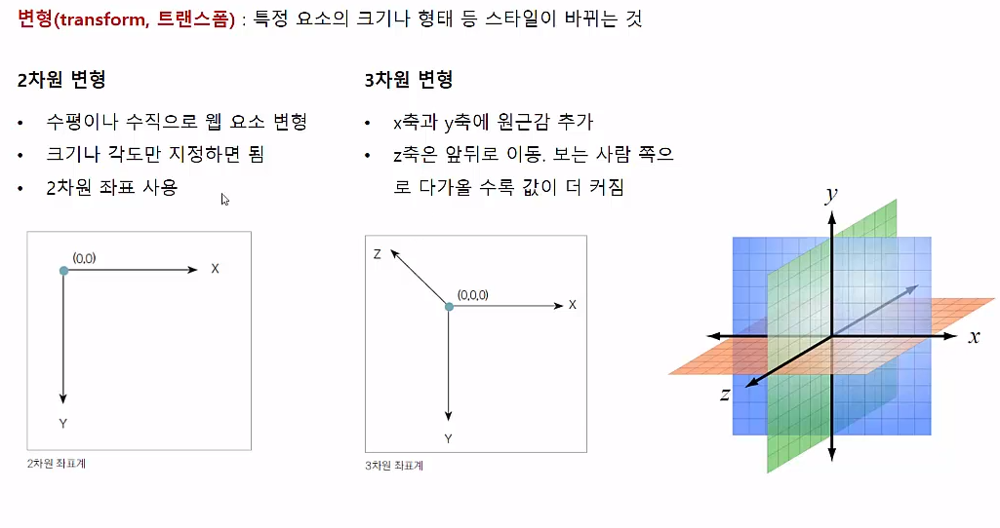 변형(transform, 트랜스폼) : 특정 요소의 크기나 형태 등 스타일이 바뀌는 것
2차원 변형
• 수평이나 수직으로 웹 요소 변형
• 크기나 각도만 지정하면 됨
• 2차원 좌표 사용
(0,0)
X
Y
2차원 좌표계
3차원 변형
• x축과 y축에 원근감 추가
• z축은 앞뒤로 이동. 보는 사람 쪽으
로 다가올 수록 값이 더 커짐
Z
(0,0,0)
X
Y
3차원 좌표계
y
x
z